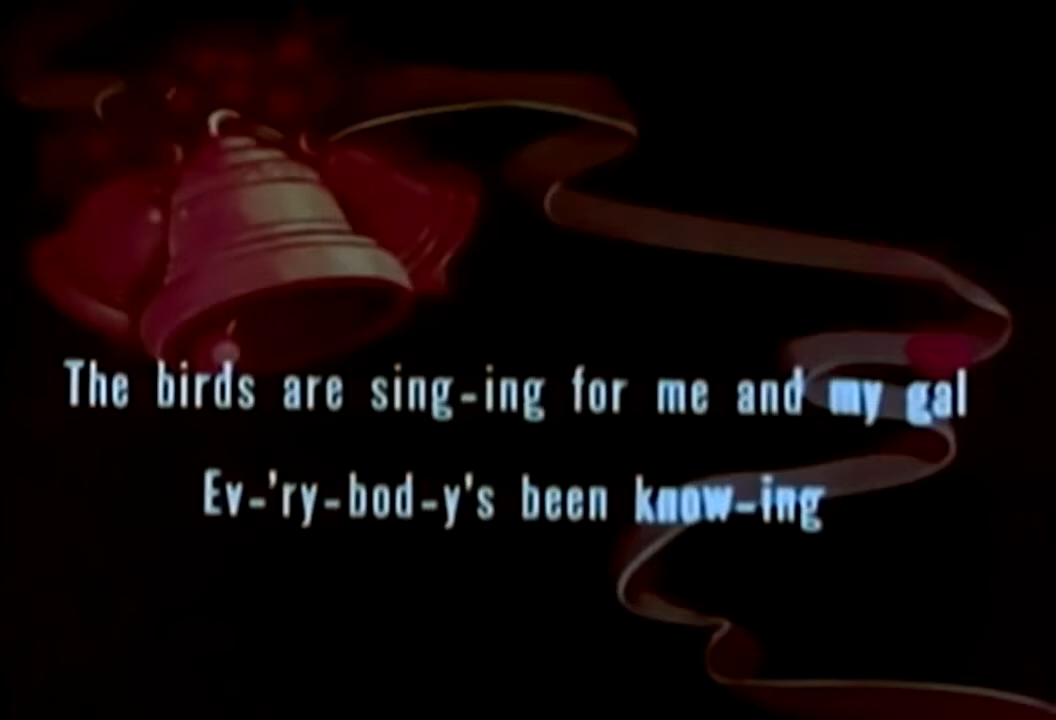 The birds are sing-ing for me and my gal
Ev-'ry-bod-y's been know-ing